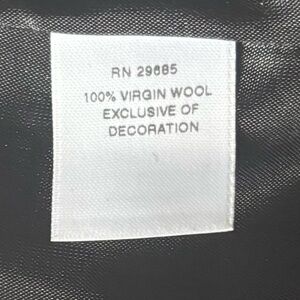 RN 29685
100% VIRGIN WOOL
EXCLUSIVE OF
DECORATION